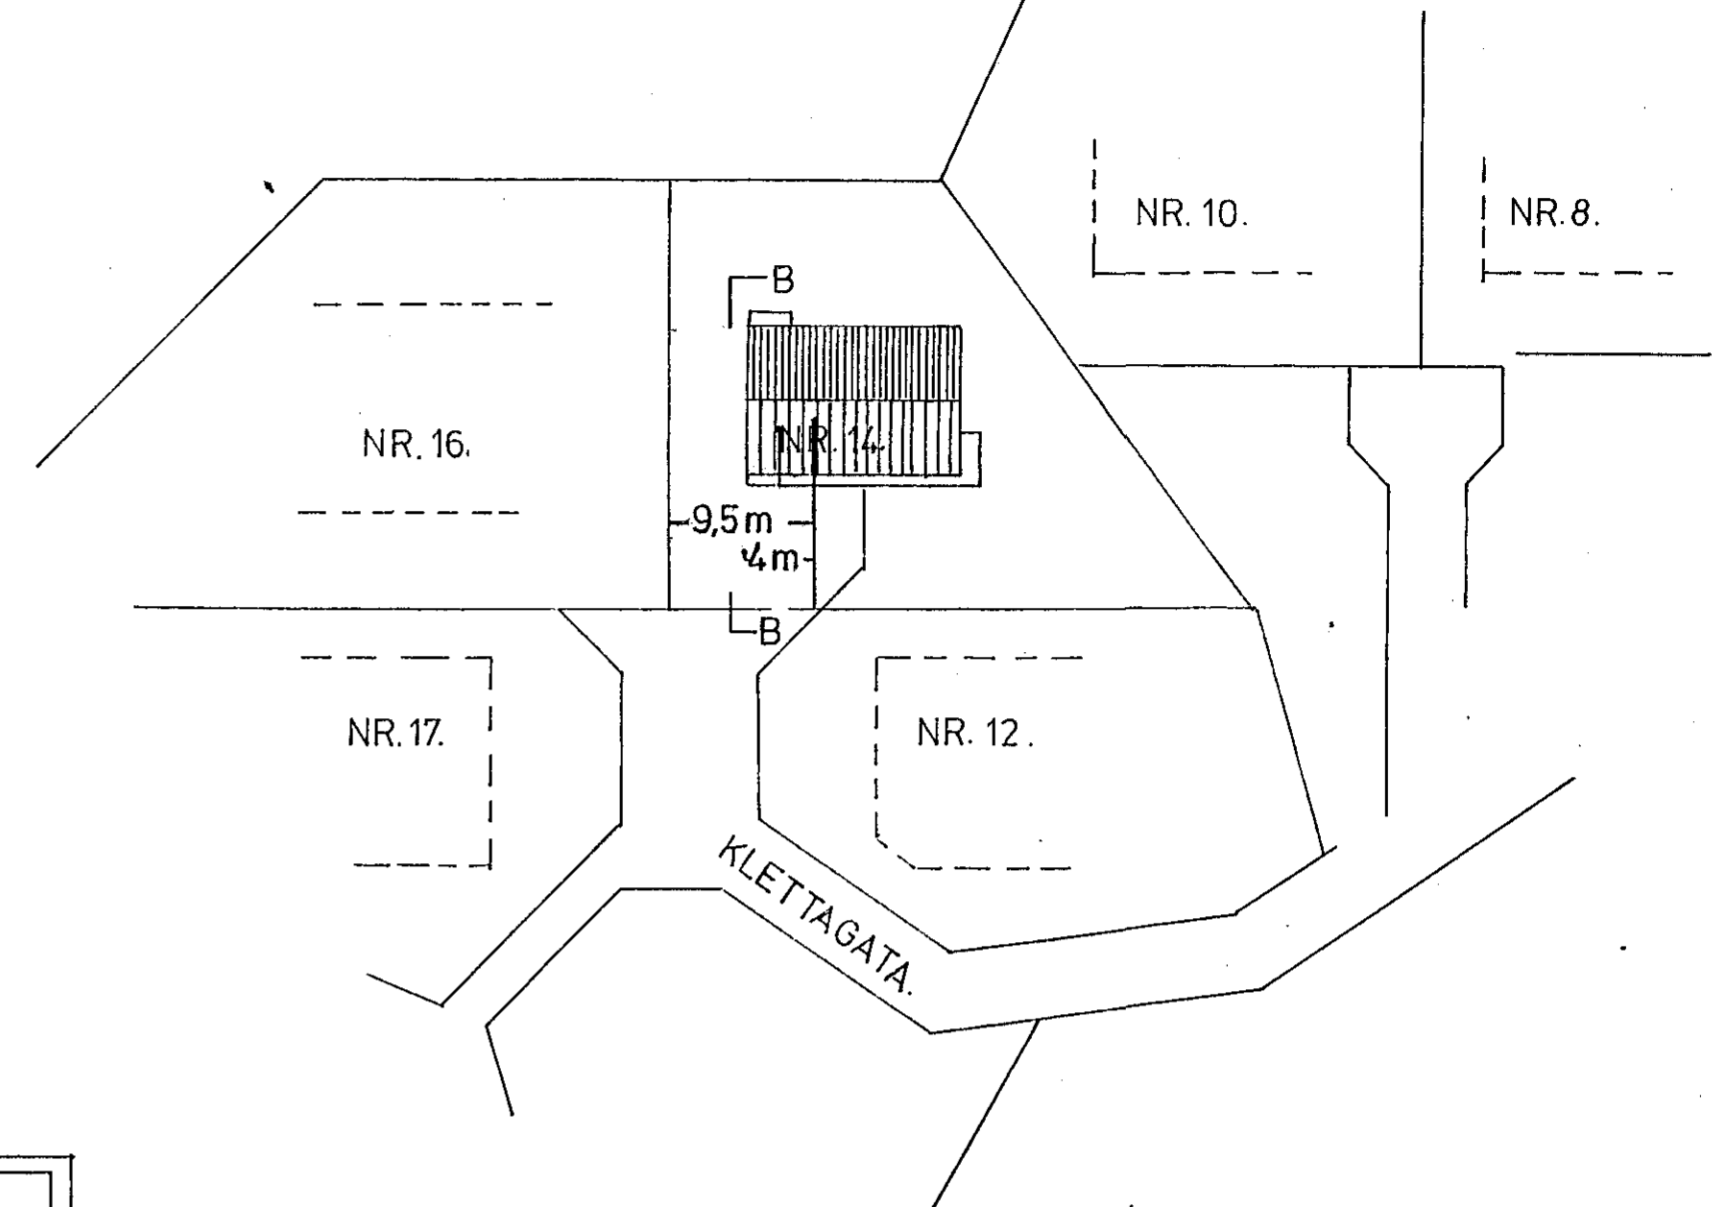 NR. 10.
NR. 8.
B
NR. 16.
NR. 14.
9,5 m
4 m
B
NR. 17.
NR. 12.
KLETTAGATA.